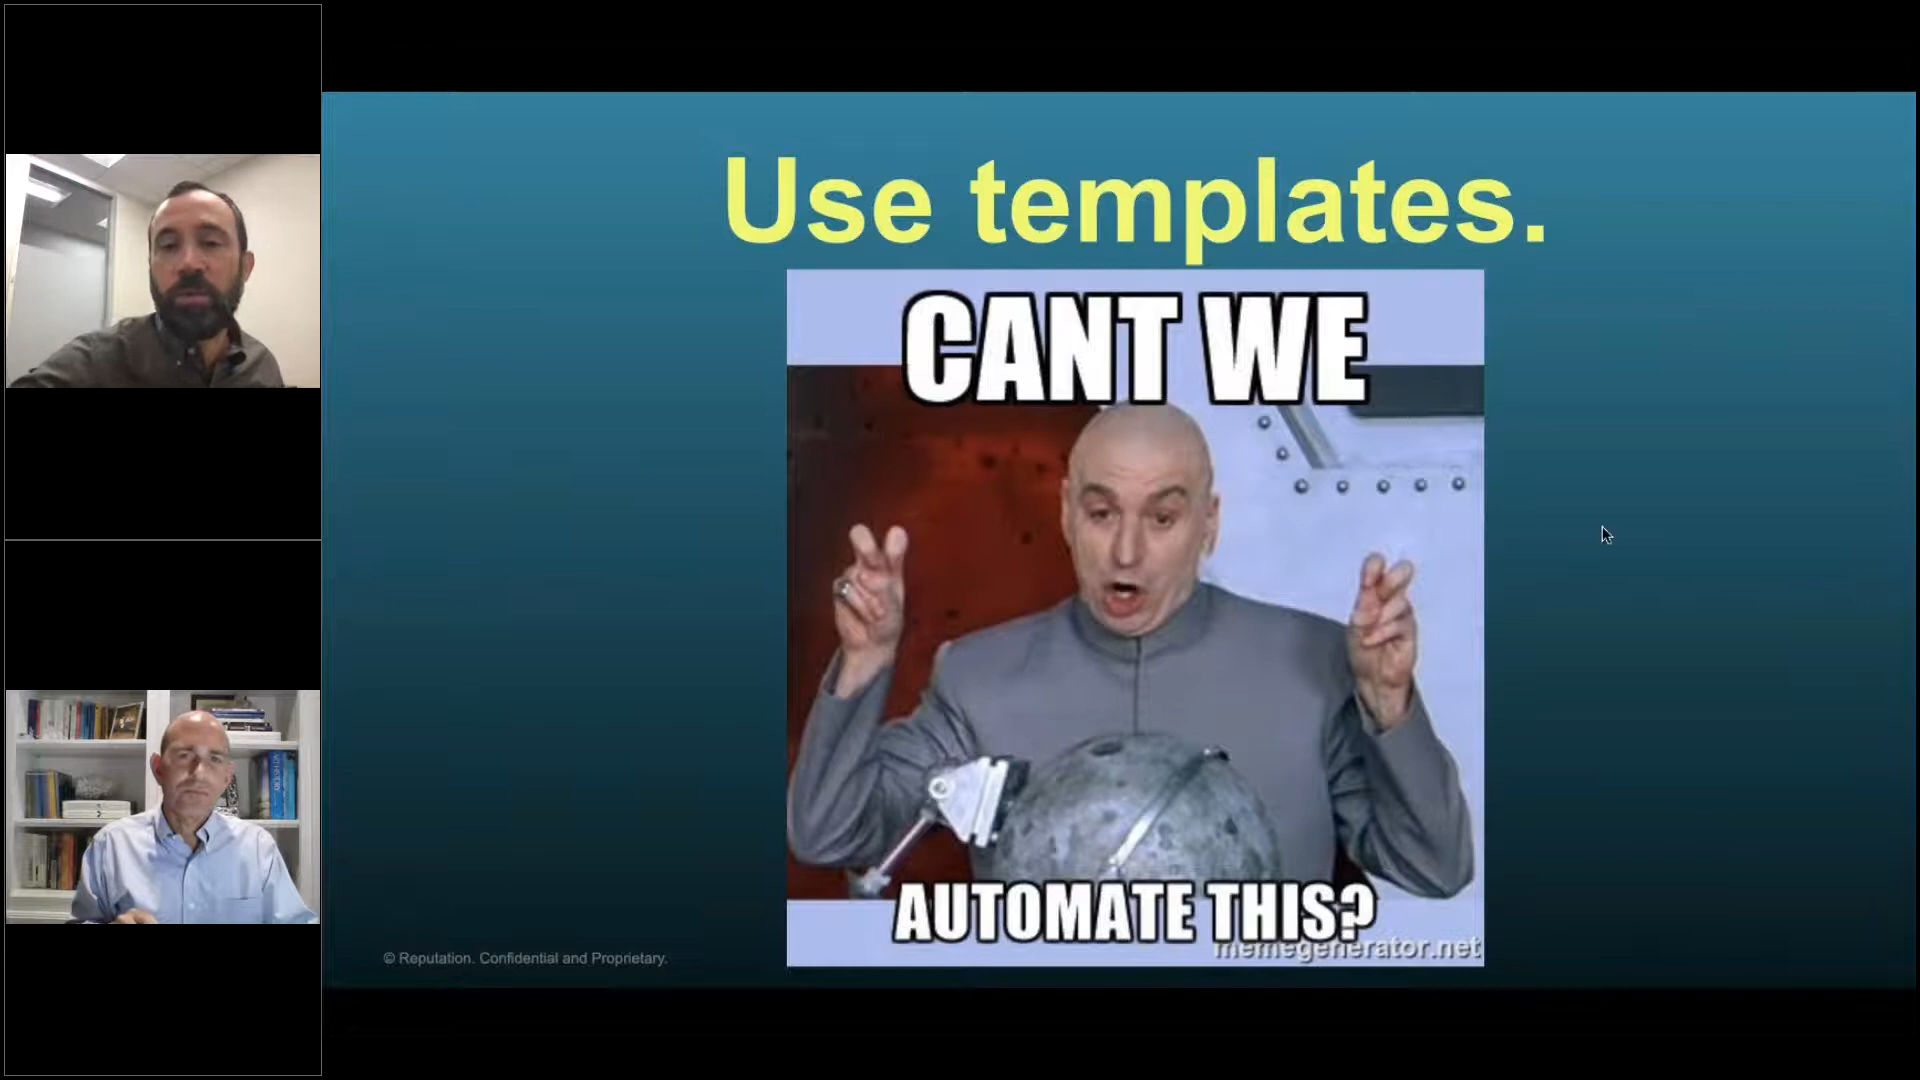 Use templates.
CANT WE
AUTOMATE THIS?
memegenerator.net
© Reputation. Confidential and Proprietary.